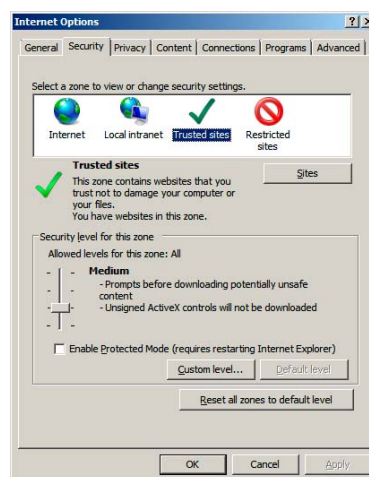 Internet Options
General Security Privacy Content Connections Programs Advanced
Select a zone to view or change security settings.
Internet Local intranet Trusted sites Restricted
sites
Trusted sites
Sites
This zone contains websites that you
trust not to damage your computer or
your files.
You have websites in this zone.
Security level for this zone
Allowed levels for this zone: All
Medium
- Prompts before downloading potentially unsafe
content
- Unsigned ActiveX controls will not be downloaded
Enable Protected Mode (requires restarting Internet Explorer)
Custom level... Default level
Reset all zones to default level
OK Cancel Apply